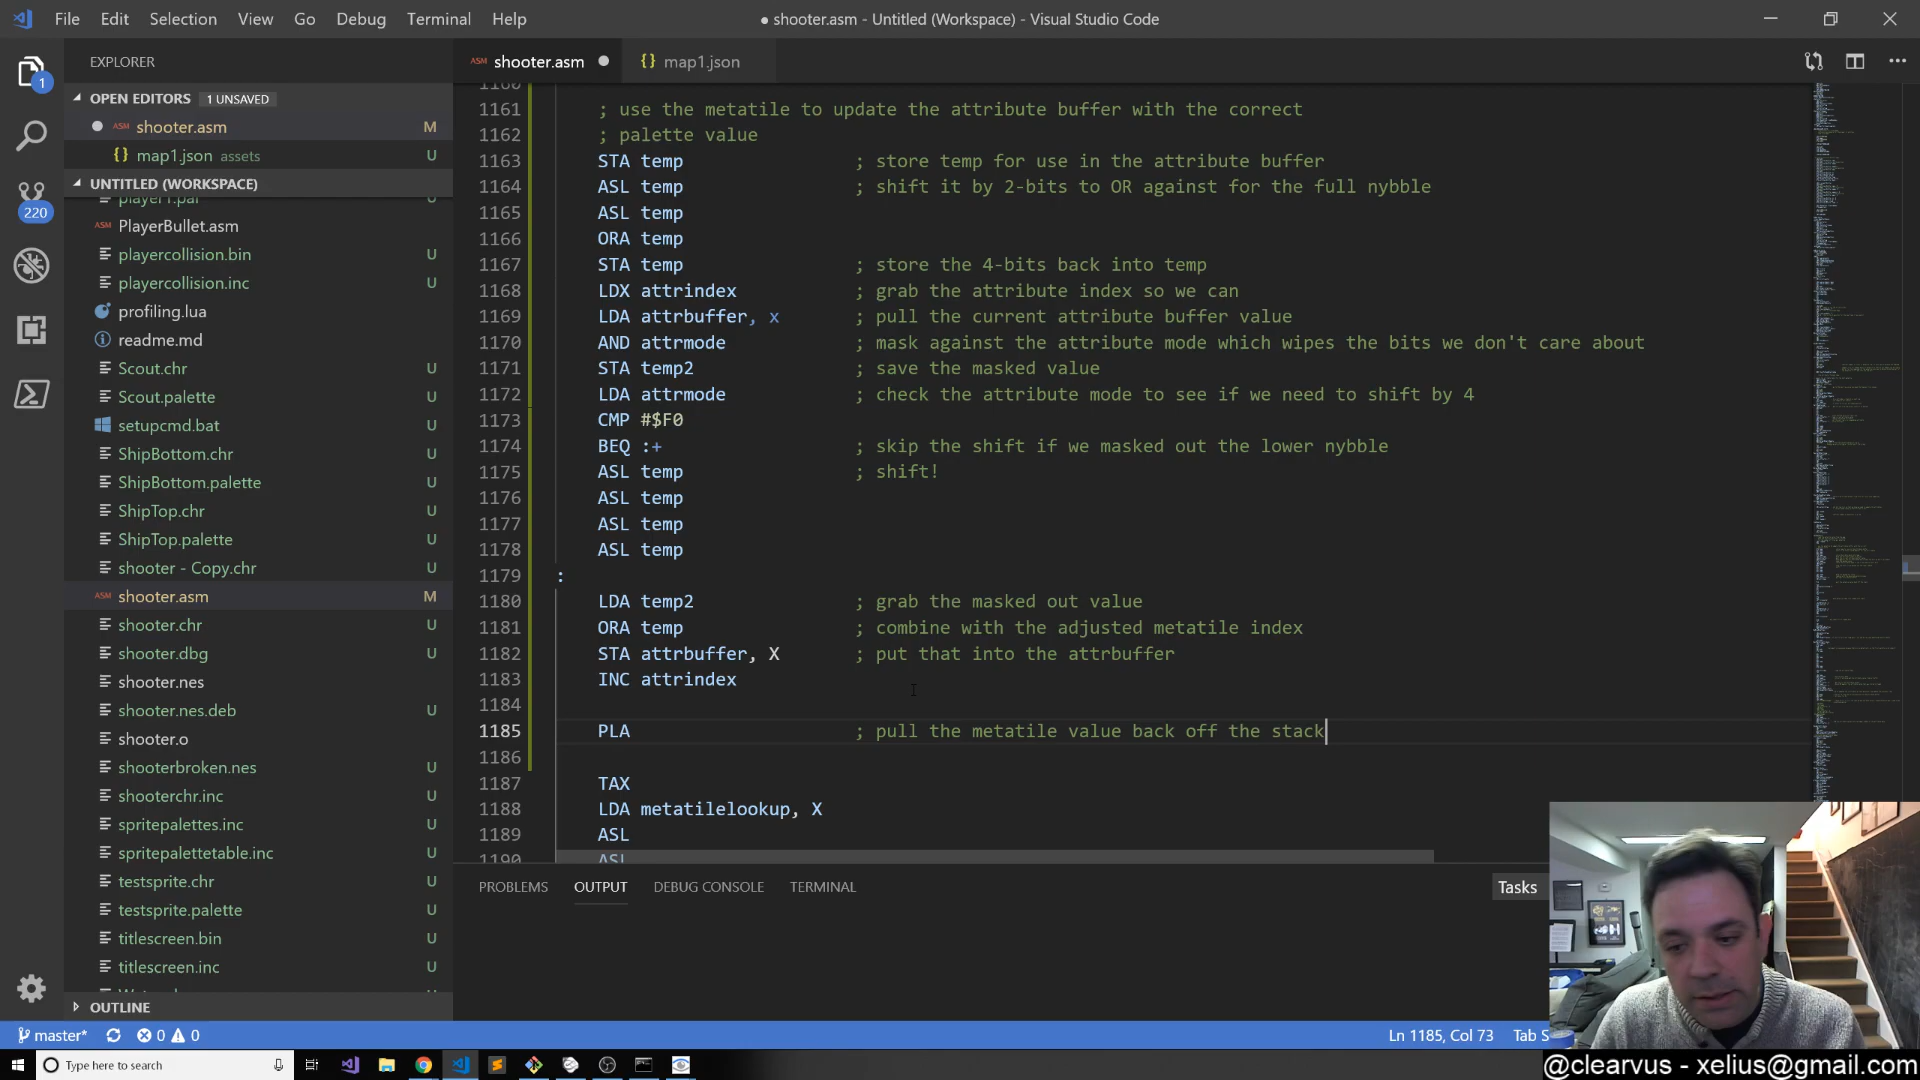 File Edit Selection View Go Debug Terminal Help
● shooter.asm - Untitled (Workspace) - Visual Studio Code
EXPLORER
OPEN EDITORS 1 UNSAVED
ASM shooter.asm M
{} map1.json assets U
UNTITLED (WORKSPACE)
ASM PlayerBullet.asm
playercollision.bin U
playercollision.inc U
profiling.lua
readme.md
Scout.chr U
Scout.palette U
setupcmd.bat U
ShipBottom.chr U
ShipBottom.palette U
ShipTop.chr U
ShipTop.palette U
shooter - Copy.chr U
ASM shooter.asm M
shooter.chr U
shooter.dbg U
shooter.nes
shooter.nes.deb U
shooter.o
shooterbroken.nes U
shooterchr.inc U
spritepalettes.inc U
spritepalettetable.inc U
testsprite.chr U
testsprite.palette U
titlescreen.bin U
titlescreen.inc U
OUTLINE
1
220
ASM shooter.asm
{} map1.json
1160
1161 ; use the metatile to update the attribute buffer with the correct
1162 ; palette value
1163 STA temp ; store temp for use in the attribute buffer
1164 ASL temp ; shift it by 2-bits to OR against for the full nybble
1165 ASL temp
1166 ORA temp
1167 STA temp ; store the 4-bits back into temp
1168 LDX attrindex ; grab the attribute index so we can
1169 LDA attrbuffer, x ; pull the current attribute buffer value
1170 AND attrmode ; mask against the attribute mode which wipes the bits we don't care about
1171 STA temp2 ; save the masked value
1172 LDA attrmode ; check the attribute mode to see if we need to shift by 4
1173 CMP #$F0
1174 BEQ :+ ; skip the shift if we masked out the lower nybble
1175 ASL temp ; shift!
1176 ASL temp
1177 ASL temp
1178 ASL temp
1179 :
1180 LDA temp2 ; grab the masked out value
1181 ORA temp ; combine with the adjusted metatile index
1182 STA attrbuffer, X ; put that into the attrbuffer
1183 INC attrindex
1184
1185 PLA ; pull the metatile value back off the stack
1186
1187 TAX
1188 LDA metatilelookup, X
1189 ASL
1190 ASL
PROBLEMS OUTPUT DEBUG CONSOLE TERMINAL
Tasks
master* 0 0
Ln 1185, Col 73 Tab S
Type here to search
@clearvus - xelius@gmail.com